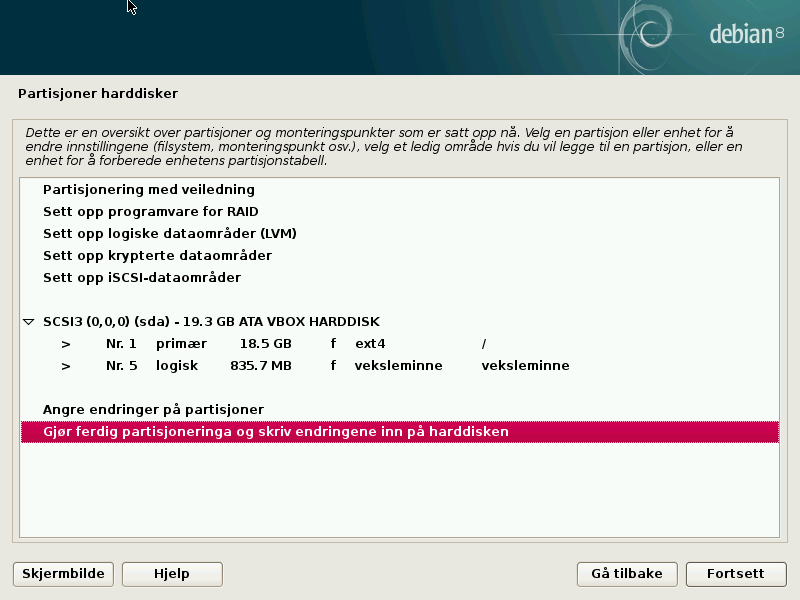 debian 8
Partisjoner harddisker
Dette er en oversikt over partisjoner og monteringspunkter som er satt opp nå. Velg en partisjon eller enhet for å
endre innstillingene (filsystem, monteringspunkt osv.), velg et ledig område hvis du vil legge til en partisjon, eller en
enhet for å forberede enhetens partisjonstabell.
Partisjonering med veiledning
Sett opp programvare for RAID
Sett opp logiske dataområder (LVM)
Sett opp krypterte dataområder
Sett opp iSCSI-dataområder
SCSI3 (0,0,0) (sda) - 19.3 GB ATA VBOX HARDDISK
> Nr. 1 primær 18.5 GB f ext4 /
> Nr. 5 logisk 835.7 MB f veksleminne veksleminne
Angre endringer på partisjoner
Gjør ferdig partisjoneringa og skriv endringene inn på harddisken
Skjermbilde Hjelp Gå tilbake Fortsett